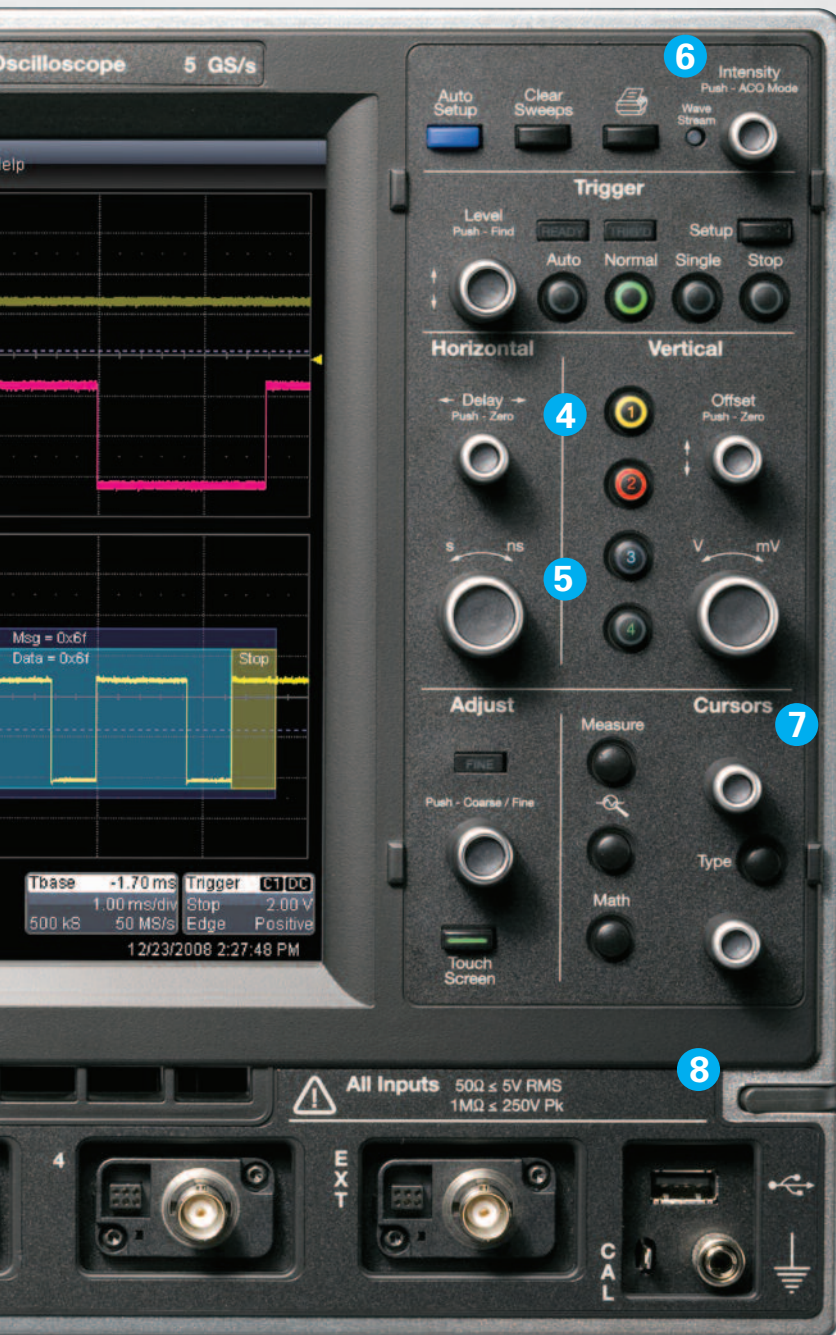 Oscilloscope 5 GS/s
6
Intensity
Push - ACQ Mode
Auto
Setup
Clear
Sweeps
Wave
Stream
Help
Trigger
Level
Push - Find
READY
TRIG'D
Setup
Auto
Normal
Single
Stop
Horizontal
Vertical
Delay
Push - Zero
4
1
Offset
Push - Zero
2
s
ns
3
V
mV
5
4
Msg = 0x6f
Data = 0x6f
Stop
Adjust
Cursors
7
Measure
FINE
Push - Coarse / Fine
Type
Math
Touch
Screen
Tbase -1.70 ms
1.00 ms/div
500 kS 50 MS/s
Trigger C1 DC
Stop 2.00 V
Edge Positive
12/23/2008 2:27:48 PM
8
All Inputs
50Ω ≤ 5V RMS
1MΩ ≤ 250V Pk
4
EXT
CAL